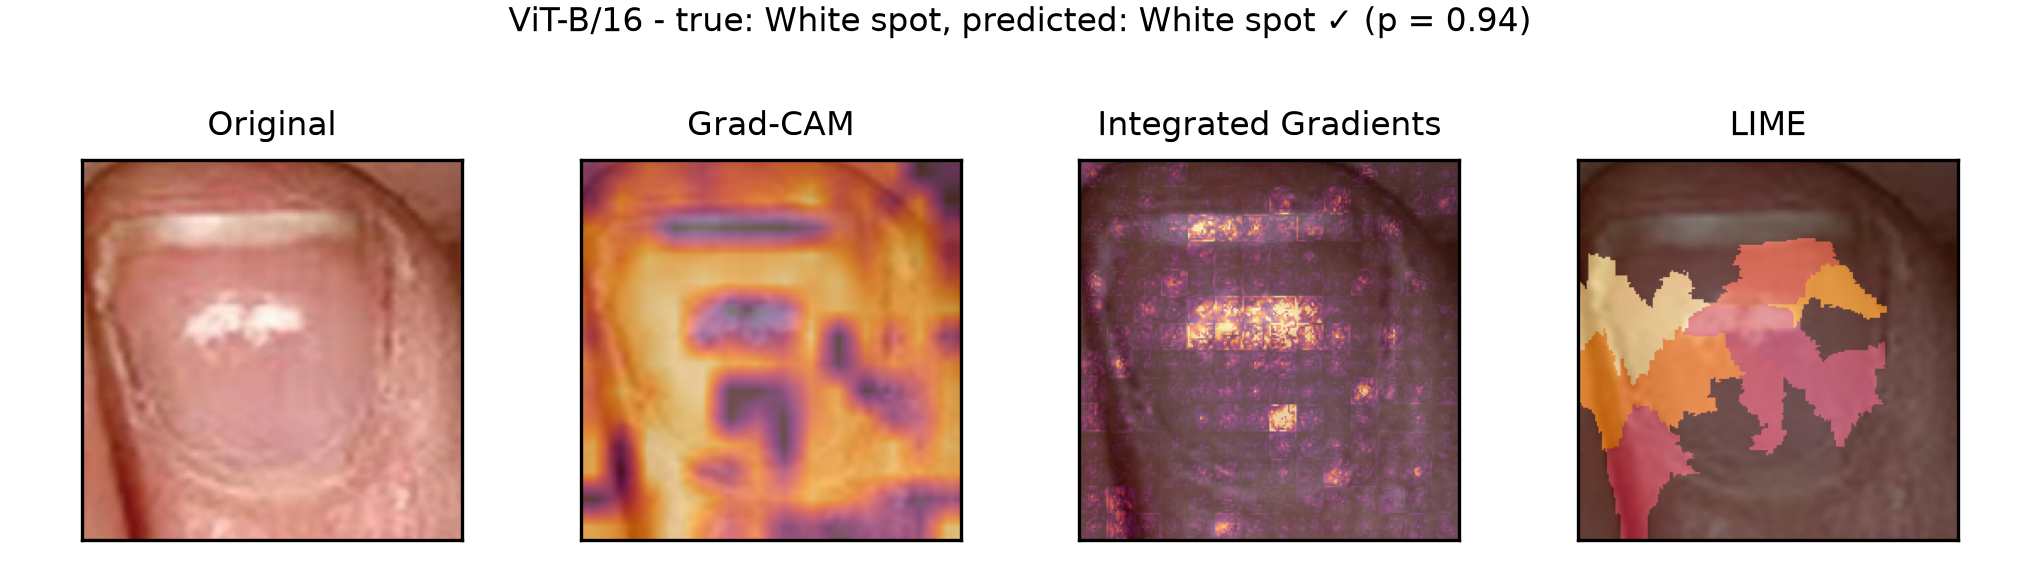 ViT-B/16 - true: White spot, predicted: White spot ✓ (p = 0.94)
Original
Grad-CAM
Integrated Gradients
LIME